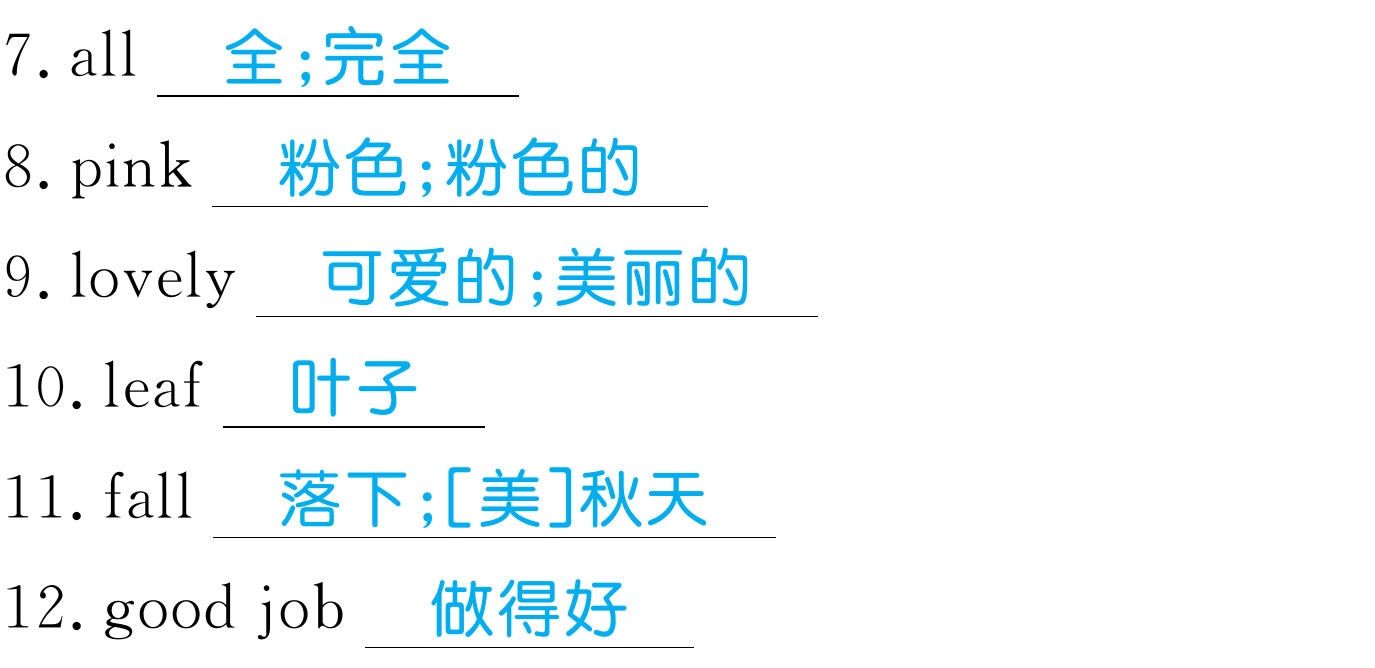 7. all 全;完全
8. pink 粉色;粉色的
9. lovely 可爱的;美丽的
10. leaf 叶子
11. fall 落下;[美]秋天
12. good job 做得好